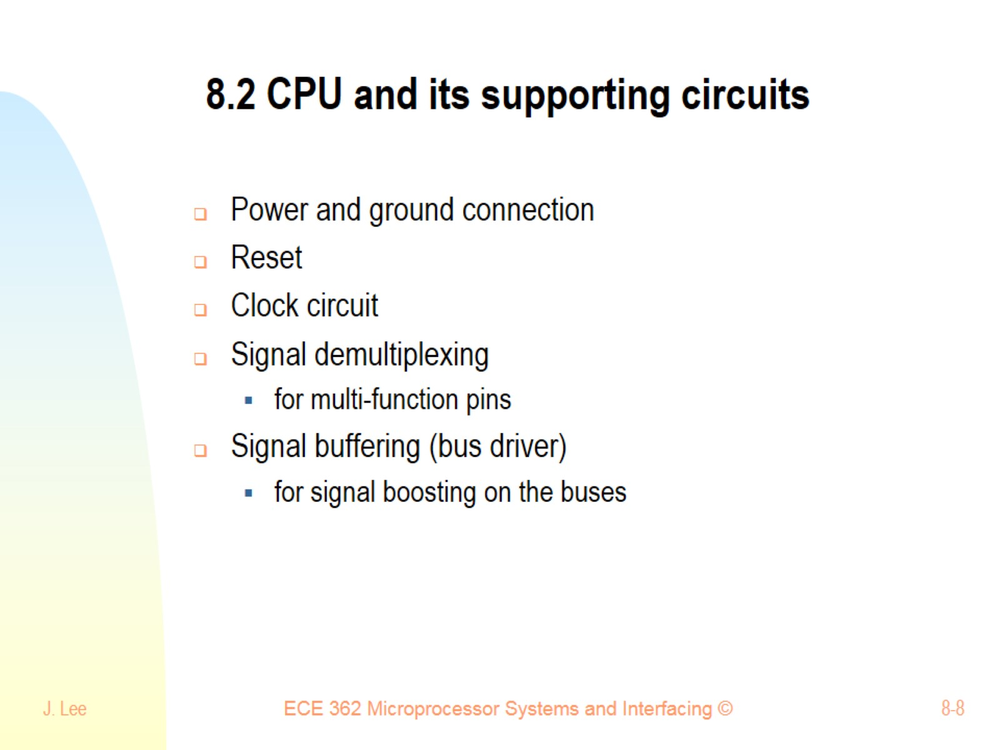 8.2 CPU and its supporting circuits
Power and ground connection
Reset
Clock circuit
Signal demultiplexing
for multi-function pins
Signal buffering (bus driver)
for signal boosting on the buses
J. Lee
ECE 362 Microprocessor Systems and Interfacing ©
8-8